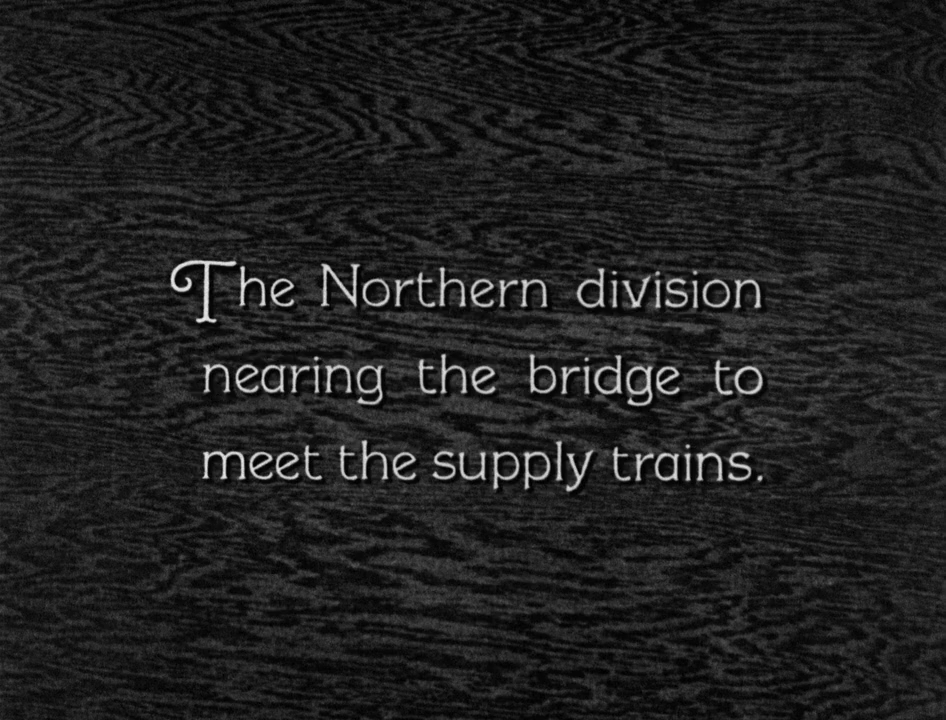 The Northern division
nearing the bridge to
meet the supply trains.